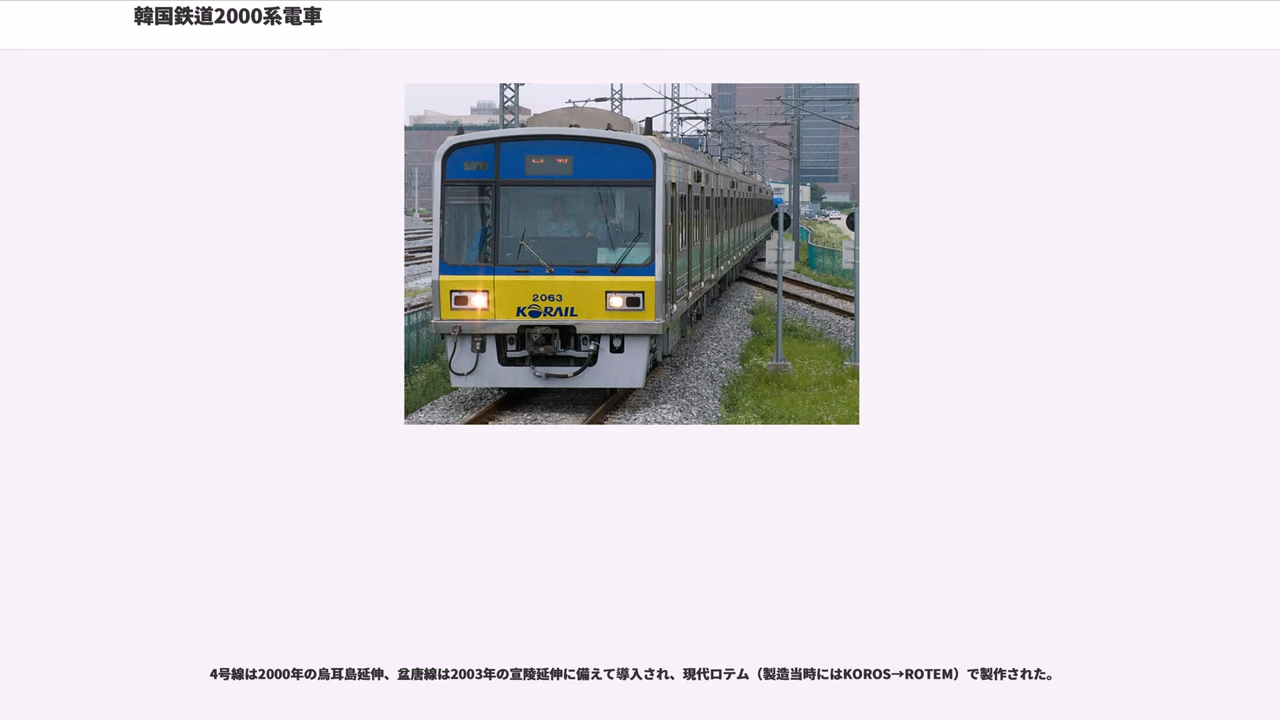 韓国鉄道2000系電車
2063
KORAIL
4号線は2000年の烏耳島延伸、盆唐線は2003年の宣陵延伸に備えて導入され、現代ロテム（製造当時にはKOROS→ROTEM）で製作された。